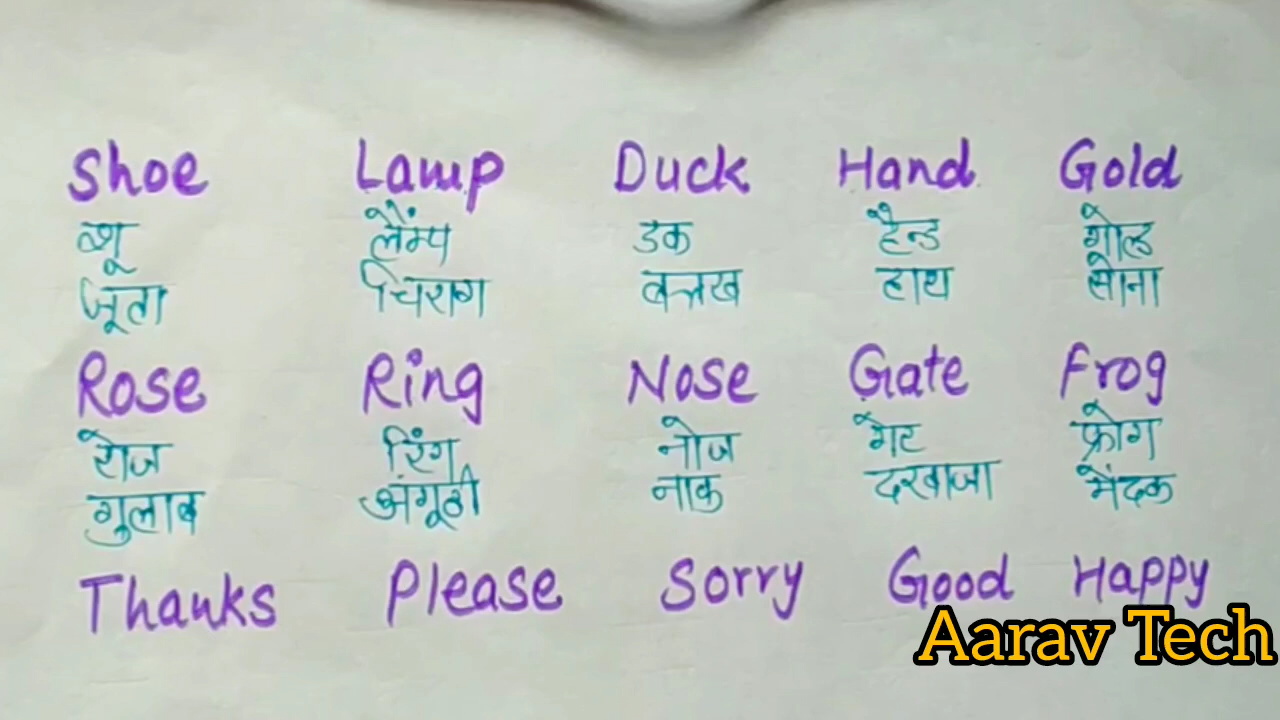 Shoe Lamp Duck Hand Gold
शू लैंम्प डक हैन्ड गोल्ड
जूता चिराग बत्तख हाथ सोना
Rose Ring Nose Gate Frog
रोज रिंग नोज गेट फ्रोग
गुलाब अंगूठी नाक दरवाजा मेंढक
Thanks Please Sorry Good Happy
Aarav Tech